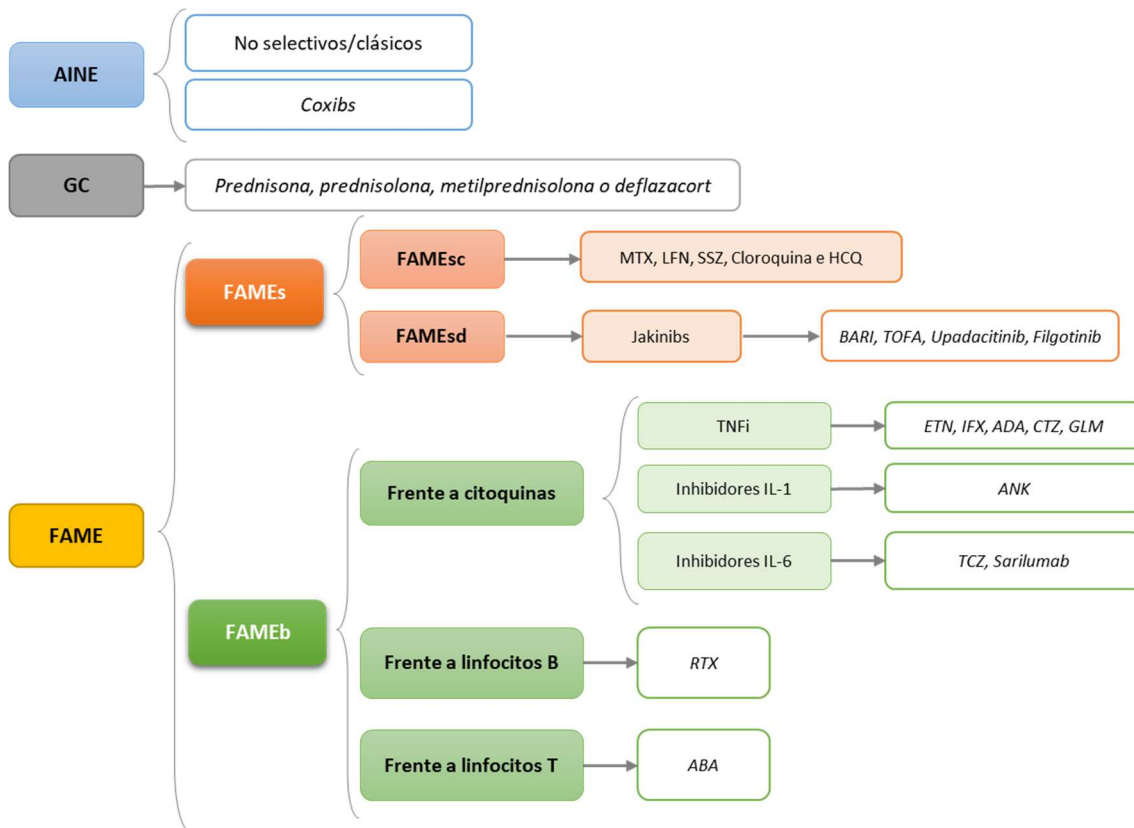 AINE
No selectivos/clásicos
Coxibs
GC
Prednisona, prednisolona, metilprednisolona o deflazacort
FAME
FAMEs
FAMEsc
MTX, LFN, SSZ, Cloroquina e HCQ
FAMEsd
Jakinibs
BARI, TOFA, Upadacitinib, Filgotinib
FAMEb
Frente a citoquinas
TNFi
ETN, IFX, ADA, CTZ, GLM
Inhibidores IL-1
ANK
Inhibidores IL-6
TCZ, Sarilumab
Frente a linfocitos B
RTX
Frente a linfocitos T
ABA